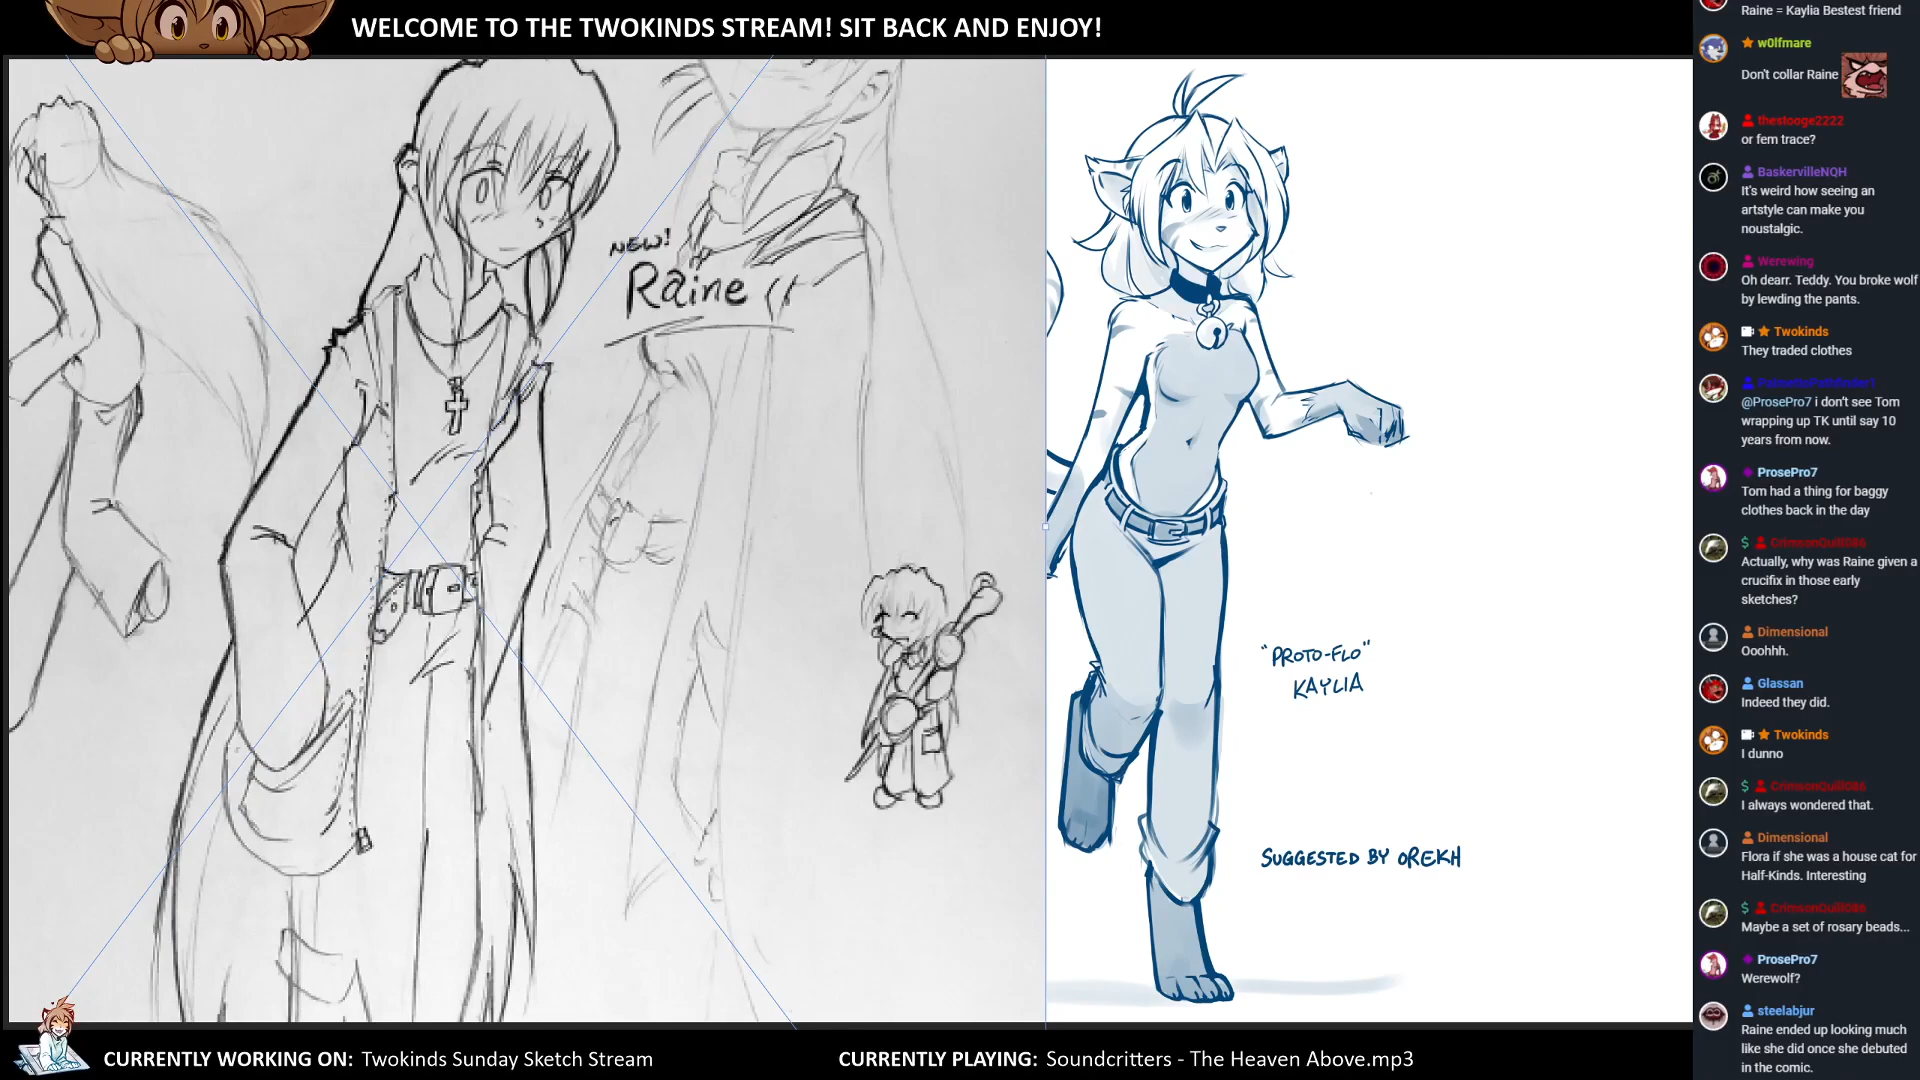 WELCOME TO THE TWOKINDS STREAM! SIT BACK AND ENJOY!
NEW!
Raine
"PROTO-FLO"
KAYLIA
SUGGESTED BY OREKH
CURRENTLY WORKING ON: Twokinds Sunday Sketch Stream
CURRENTLY PLAYING: Soundcritters - The Heaven Above.mp3
Raine = Kaylia Bestest friend
w0lfmare
Don't collar Raine
thestooge2222
or fem trace?
BaskervilleNQH
It's weird how seeing an
artstyle can make you
noustalgic.
Werewing
Oh dearr. Teddy. You broke wolf
by lewding the pants.
Twokinds
They traded clothes
PalmettoPathfinder1
@ProsePro7 i don't see Tom
wrapping up TK until say 10
years from now.
ProsePro7
Tom had a thing for baggy
clothes back in the day
CrimsonQuill086
Actually, why was Raine given a
crucifix in those early
sketches?
Dimensional
Ooohhh.
Glassan
Indeed they did.
Twokinds
I dunno
CrimsonQuill086
I always wondered that.
Dimensional
Flora if she was a house cat for
Half-Kinds. Interesting
CrimsonQuill086
Maybe a set of rosary beads...
ProsePro7
Werewolf?
steelabjur
Raine ended up looking much
like she did once she debuted
in the comic.